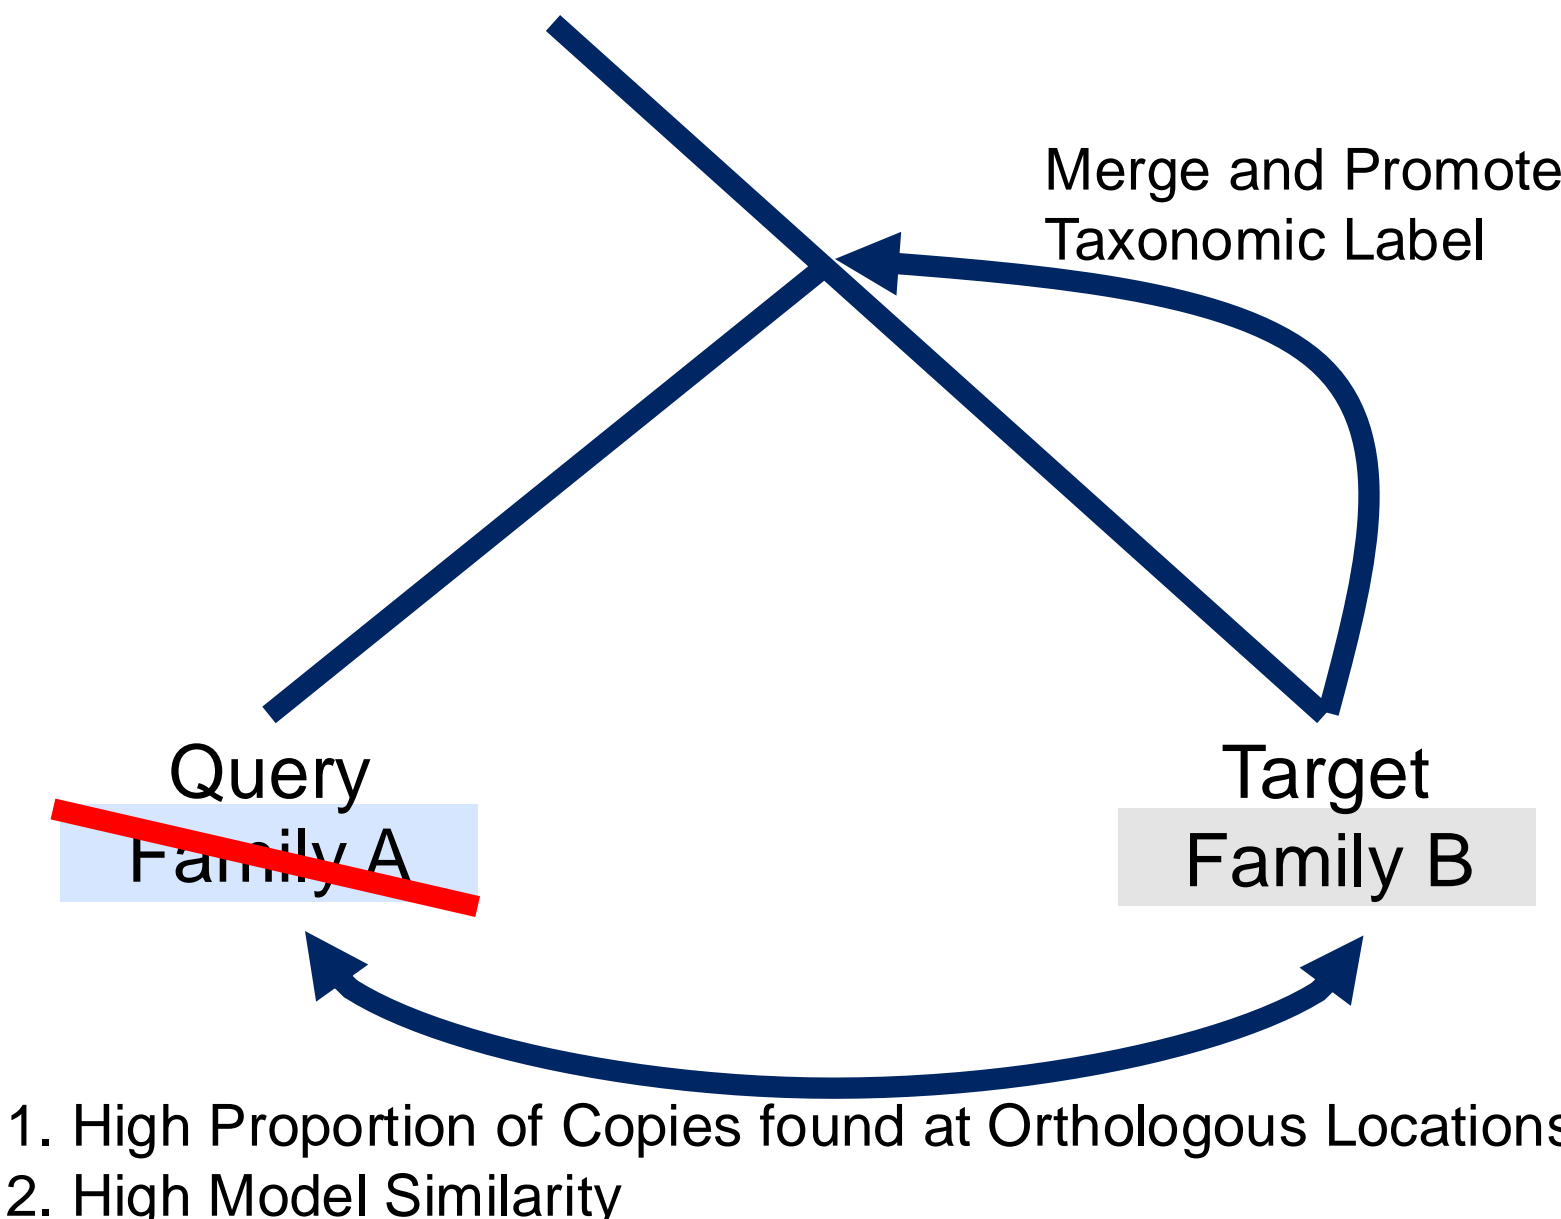 Merge and Promote
Taxonomic Label
Query
Family A
Target
Family B
1. High Proportion of Copies found at Orthologous Locations
2. High Model Similarity